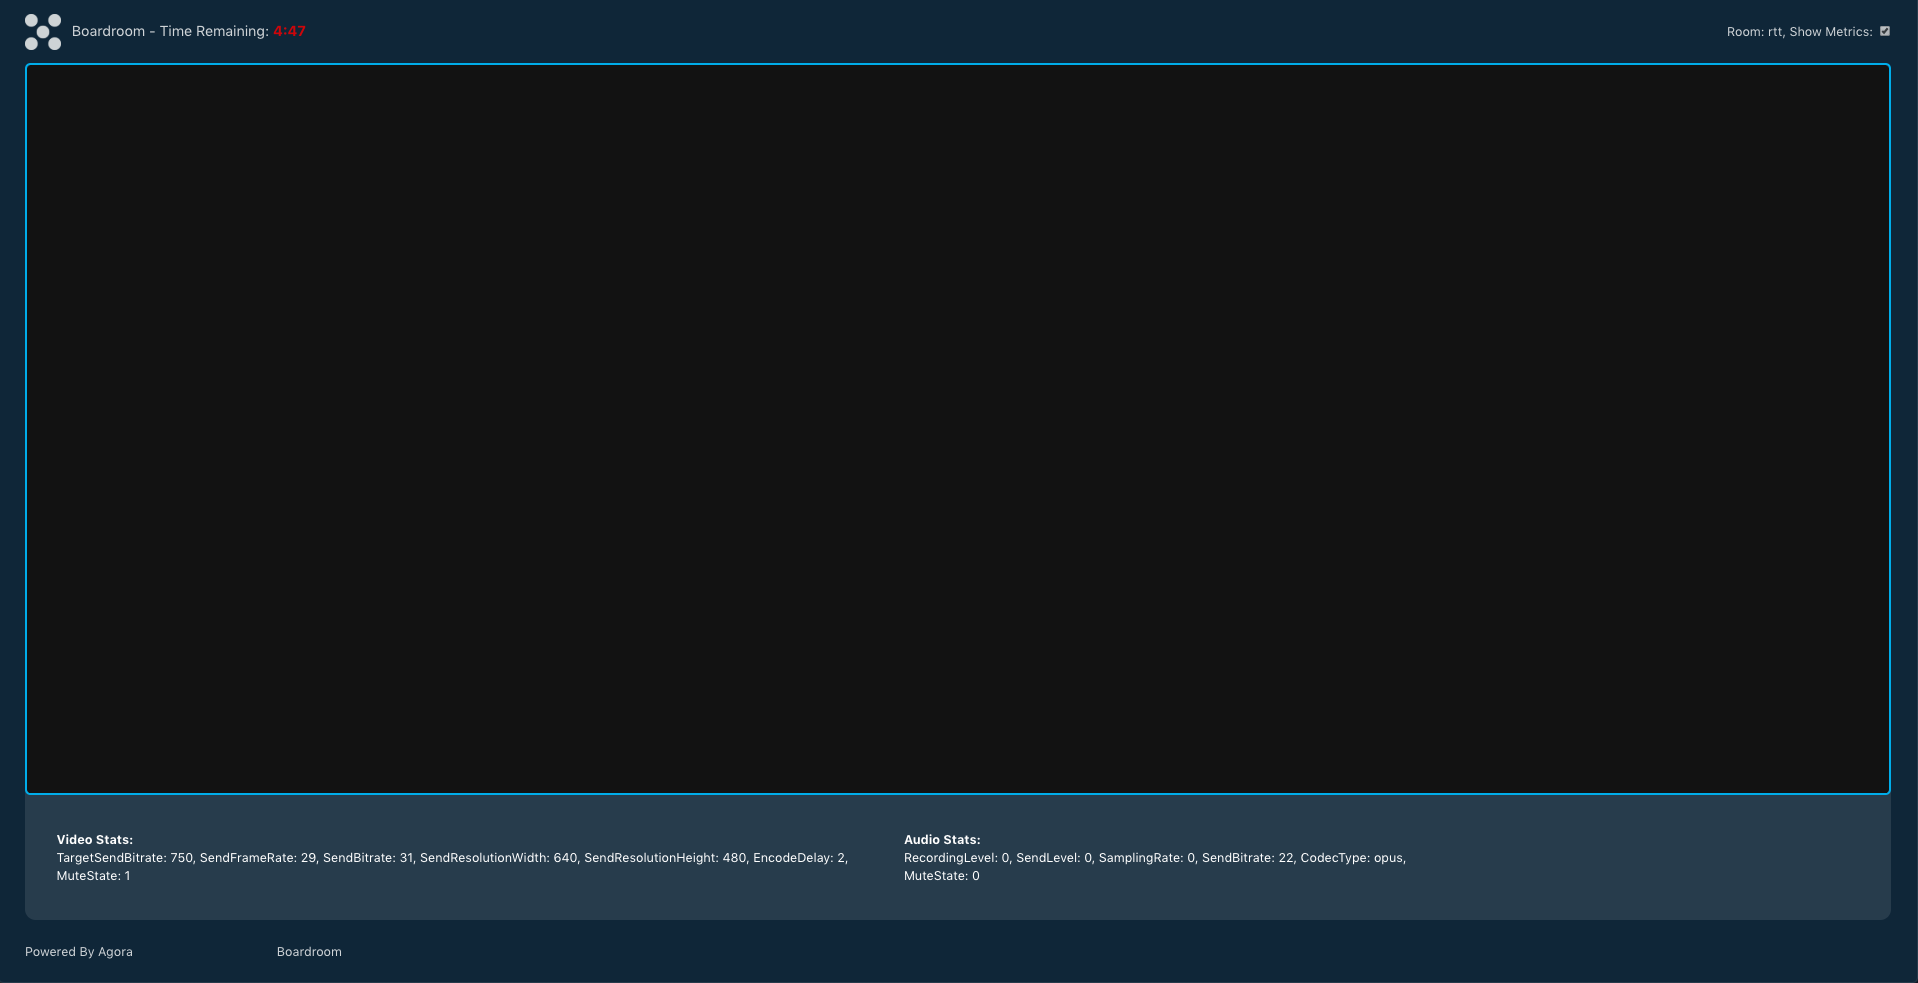 Boardroom - Time Remaining: 4:47
Room: rtt, Show Metrics:
Video Stats:
TargetSendBitrate: 750, SendFrameRate: 29, SendBitrate: 31, SendResolutionWidth: 640, SendResolutionHeight: 480, EncodeDelay: 2,
MuteState: 1
Audio Stats:
RecordingLevel: 0, SendLevel: 0, SamplingRate: 0, SendBitrate: 22, CodecType: opus,
MuteState: 0
Powered By Agora
Boardroom